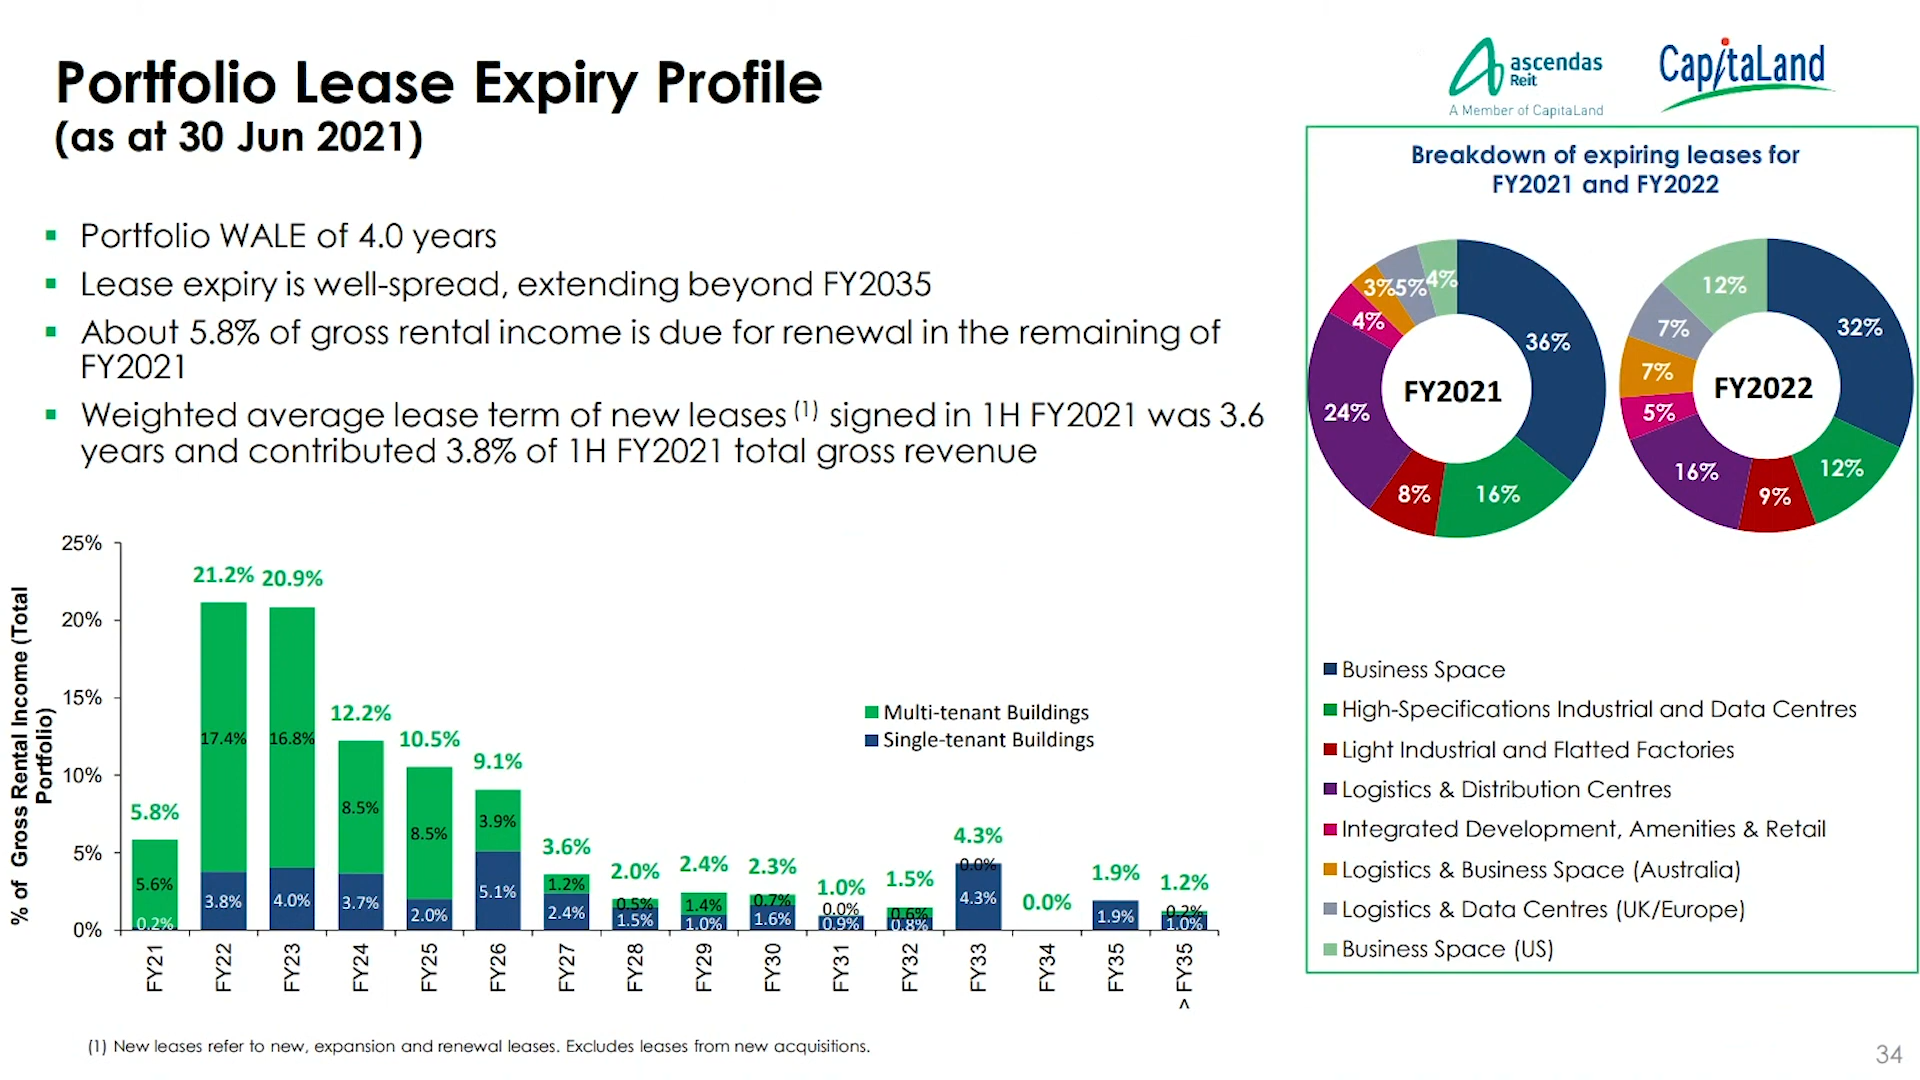 Portfolio Lease Expiry Profile
(as at 30 Jun 2021)
ascendas
Reit
A Member of CapitaLand
CapitaLand
▪ Portfolio WALE of 4.0 years
▪ Lease expiry is well-spread, extending beyond FY2035
▪ About 5.8% of gross rental income is due for renewal in the remaining of
FY2021
▪ Weighted average lease term of new leases (1) signed in 1H FY2021 was 3.6
years and contributed 3.8% of 1H FY2021 total gross revenue
% of Gross Rental Income (Total
Portfolio)
25%
20%
15%
10%
5%
0%
5.8%
5.6%
0.2%
21.2%
17.4%
3.8%
20.9%
16.8%
4.0%
12.2%
8.5%
3.7%
10.5%
8.5%
2.0%
9.1%
3.9%
5.1%
3.6%
1.2%
2.4%
2.0%
0.5%
1.5%
2.4%
1.4%
1.0%
2.3%
0.7%
1.6%
1.0%
0.0%
0.9%
1.5%
0.6%
0.8%
4.3%
0.0%
4.3%
0.0%
1.9%
1.9%
1.2%
0.2%
1.0%
FY21
FY22
FY23
FY24
FY25
FY26
FY27
FY28
FY29
FY30
FY31
FY32
FY33
FY34
FY35
> FY35
Multi-tenant Buildings
Single-tenant Buildings
(1) New leases refer to new, expansion and renewal leases. Excludes leases from new acquisitions.
Breakdown of expiring leases for
FY2021 and FY2022
FY2021
36%
16%
8%
24%
4%
3%
5%
4%
FY2022
32%
12%
9%
16%
5%
7%
7%
12%
Business Space
High-Specifications Industrial and Data Centres
Light Industrial and Flatted Factories
Logistics & Distribution Centres
Integrated Development, Amenities & Retail
Logistics & Business Space (Australia)
Logistics & Data Centres (UK/Europe)
Business Space (US)
34